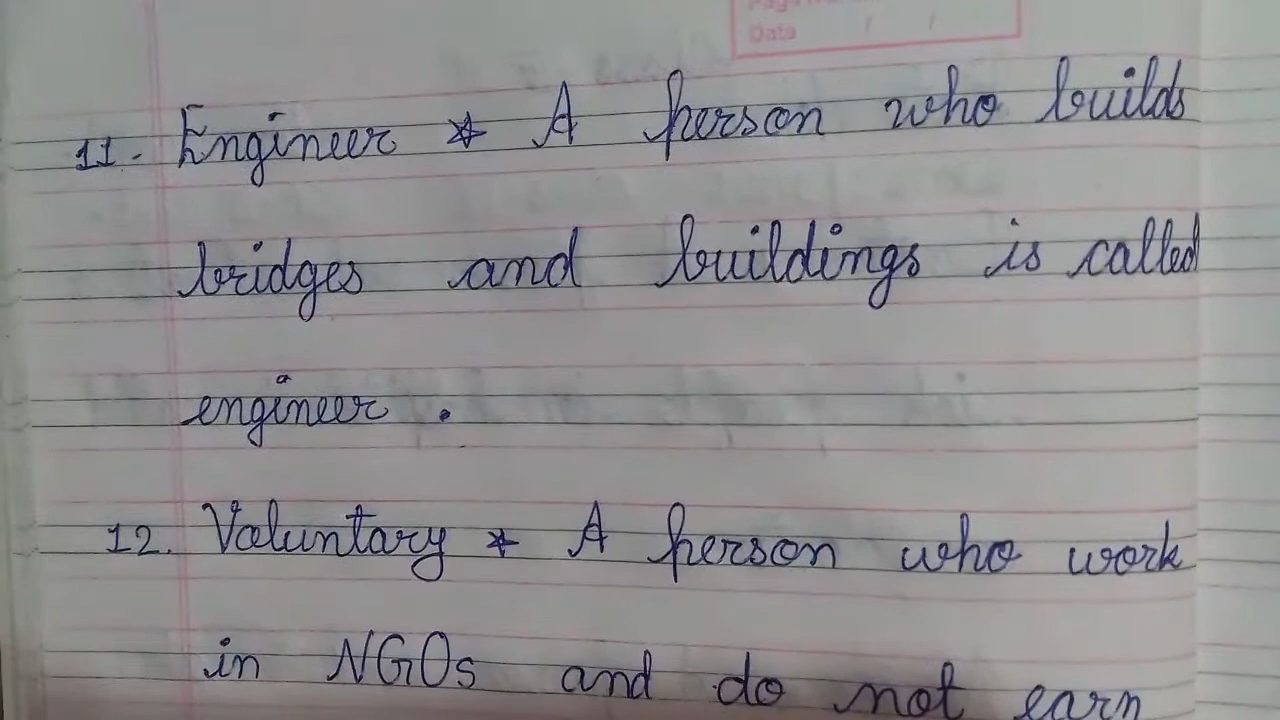 Data / /
11. Engineer * A person who builds
bridges and buildings is called
engineer .
12. Voluntary * A person who work
in NGOs and do not earn